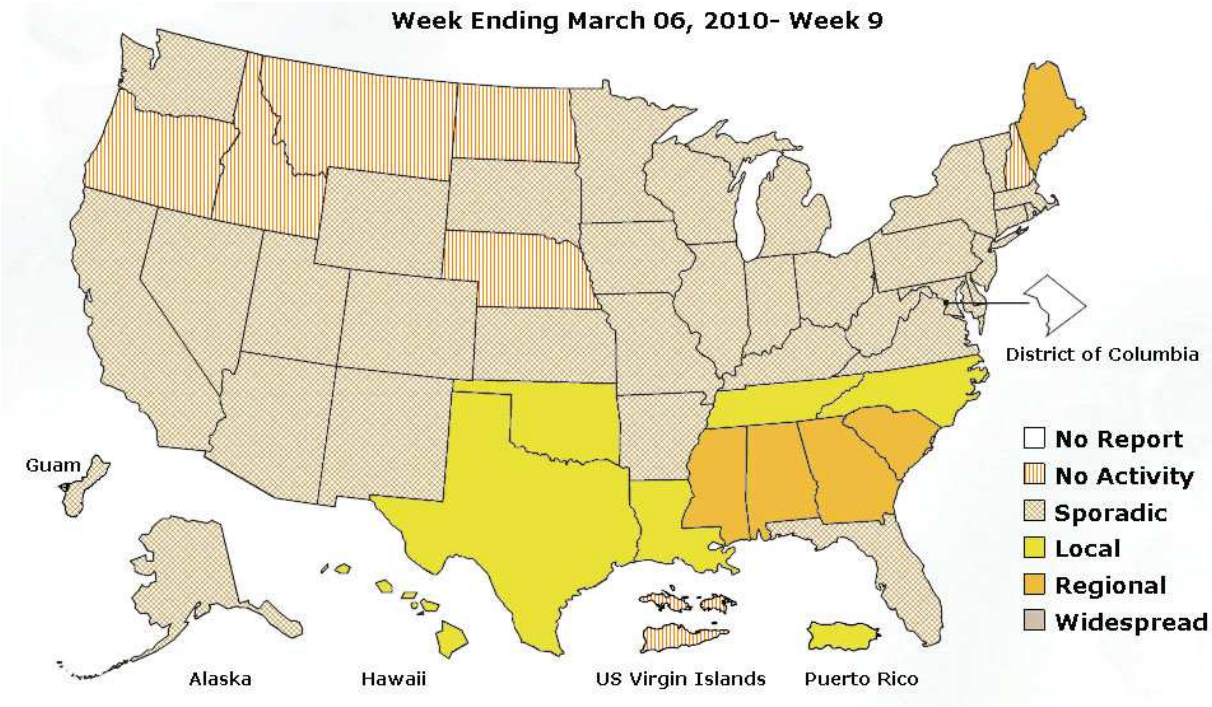 Week Ending March 06, 2010- Week 9
District of Columbia
No Report
Guam
No Activity
Sporadic
Local
Regional
Widespread
Alaska
Hawaii
US Virgin Islands
Puerto Rico